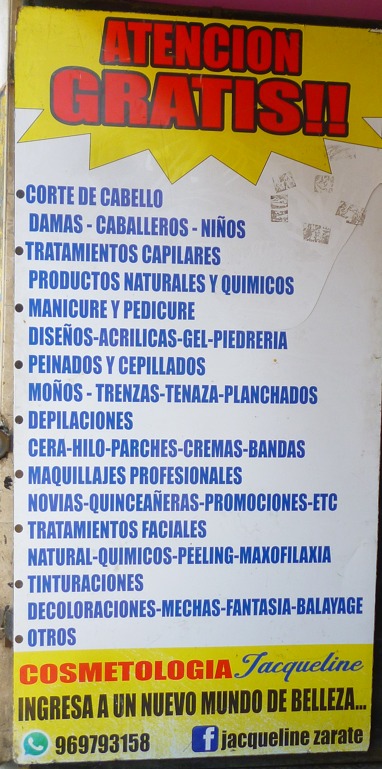 ATENCION
GRATIS!!
•CORTE DE CABELLO
DAMAS - CABALLEROS - NIÑOS
•TRATAMIENTOS CAPILARES
PRODUCTOS NATURALES Y QUIMICOS
• MANICURE Y PEDICURE
DISEÑOS-ACRILICAS-GEL-PIEDRERIA
• PEINADOS Y CEPILLADOS
MOÑOS - TRENZAS-TENAZA-PLANCHADOS
• DEPILACIONES
CERA-HILO-PARCHES-CREMAS-BANDAS
• MAQUILLAJES PROFESIONALES
NOVIAS-QUINCEAÑERAS-PROMOCIONES-ETC
• TRATAMIENTOS FACIALES
NATURAL-QUIMICOS-PEELING-MAXOFILAXIA
• TINTURACIONES
DECOLORACIONES-MECHAS-FANTASIA-BALAYAGE
• OTROS
COSMETOLOGIA Jacqueline
INGRESA A UN NUEVO MUNDO DE BELLEZA...
969793158 f jacqueline zarate